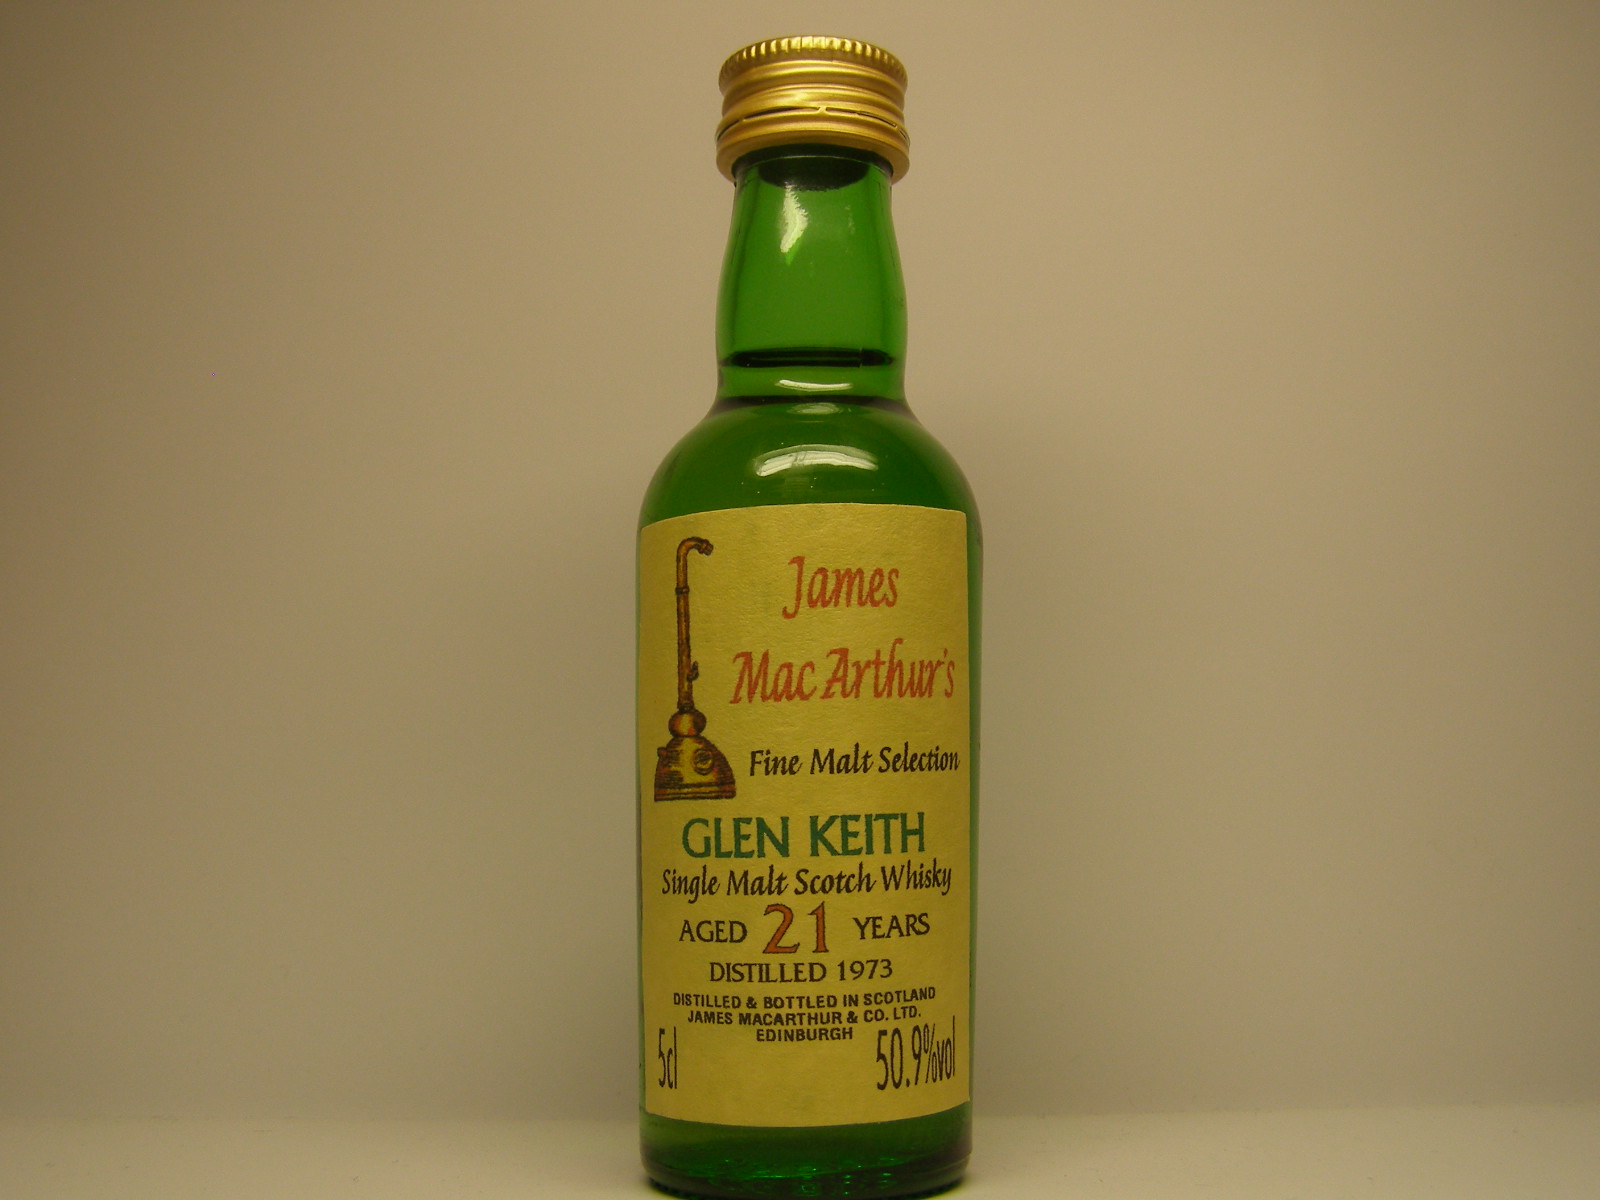 James
MacArthur's
Fine Malt Selection
GLEN KEITH
Single Malt Scotch Whisky
AGED 21 YEARS
DISTILLED 1973
DISTILLED & BOTTLED IN SCOTLAND
JAMES MACARTHUR & CO. LTD.
EDINBURGH
5cl 50.9%vol